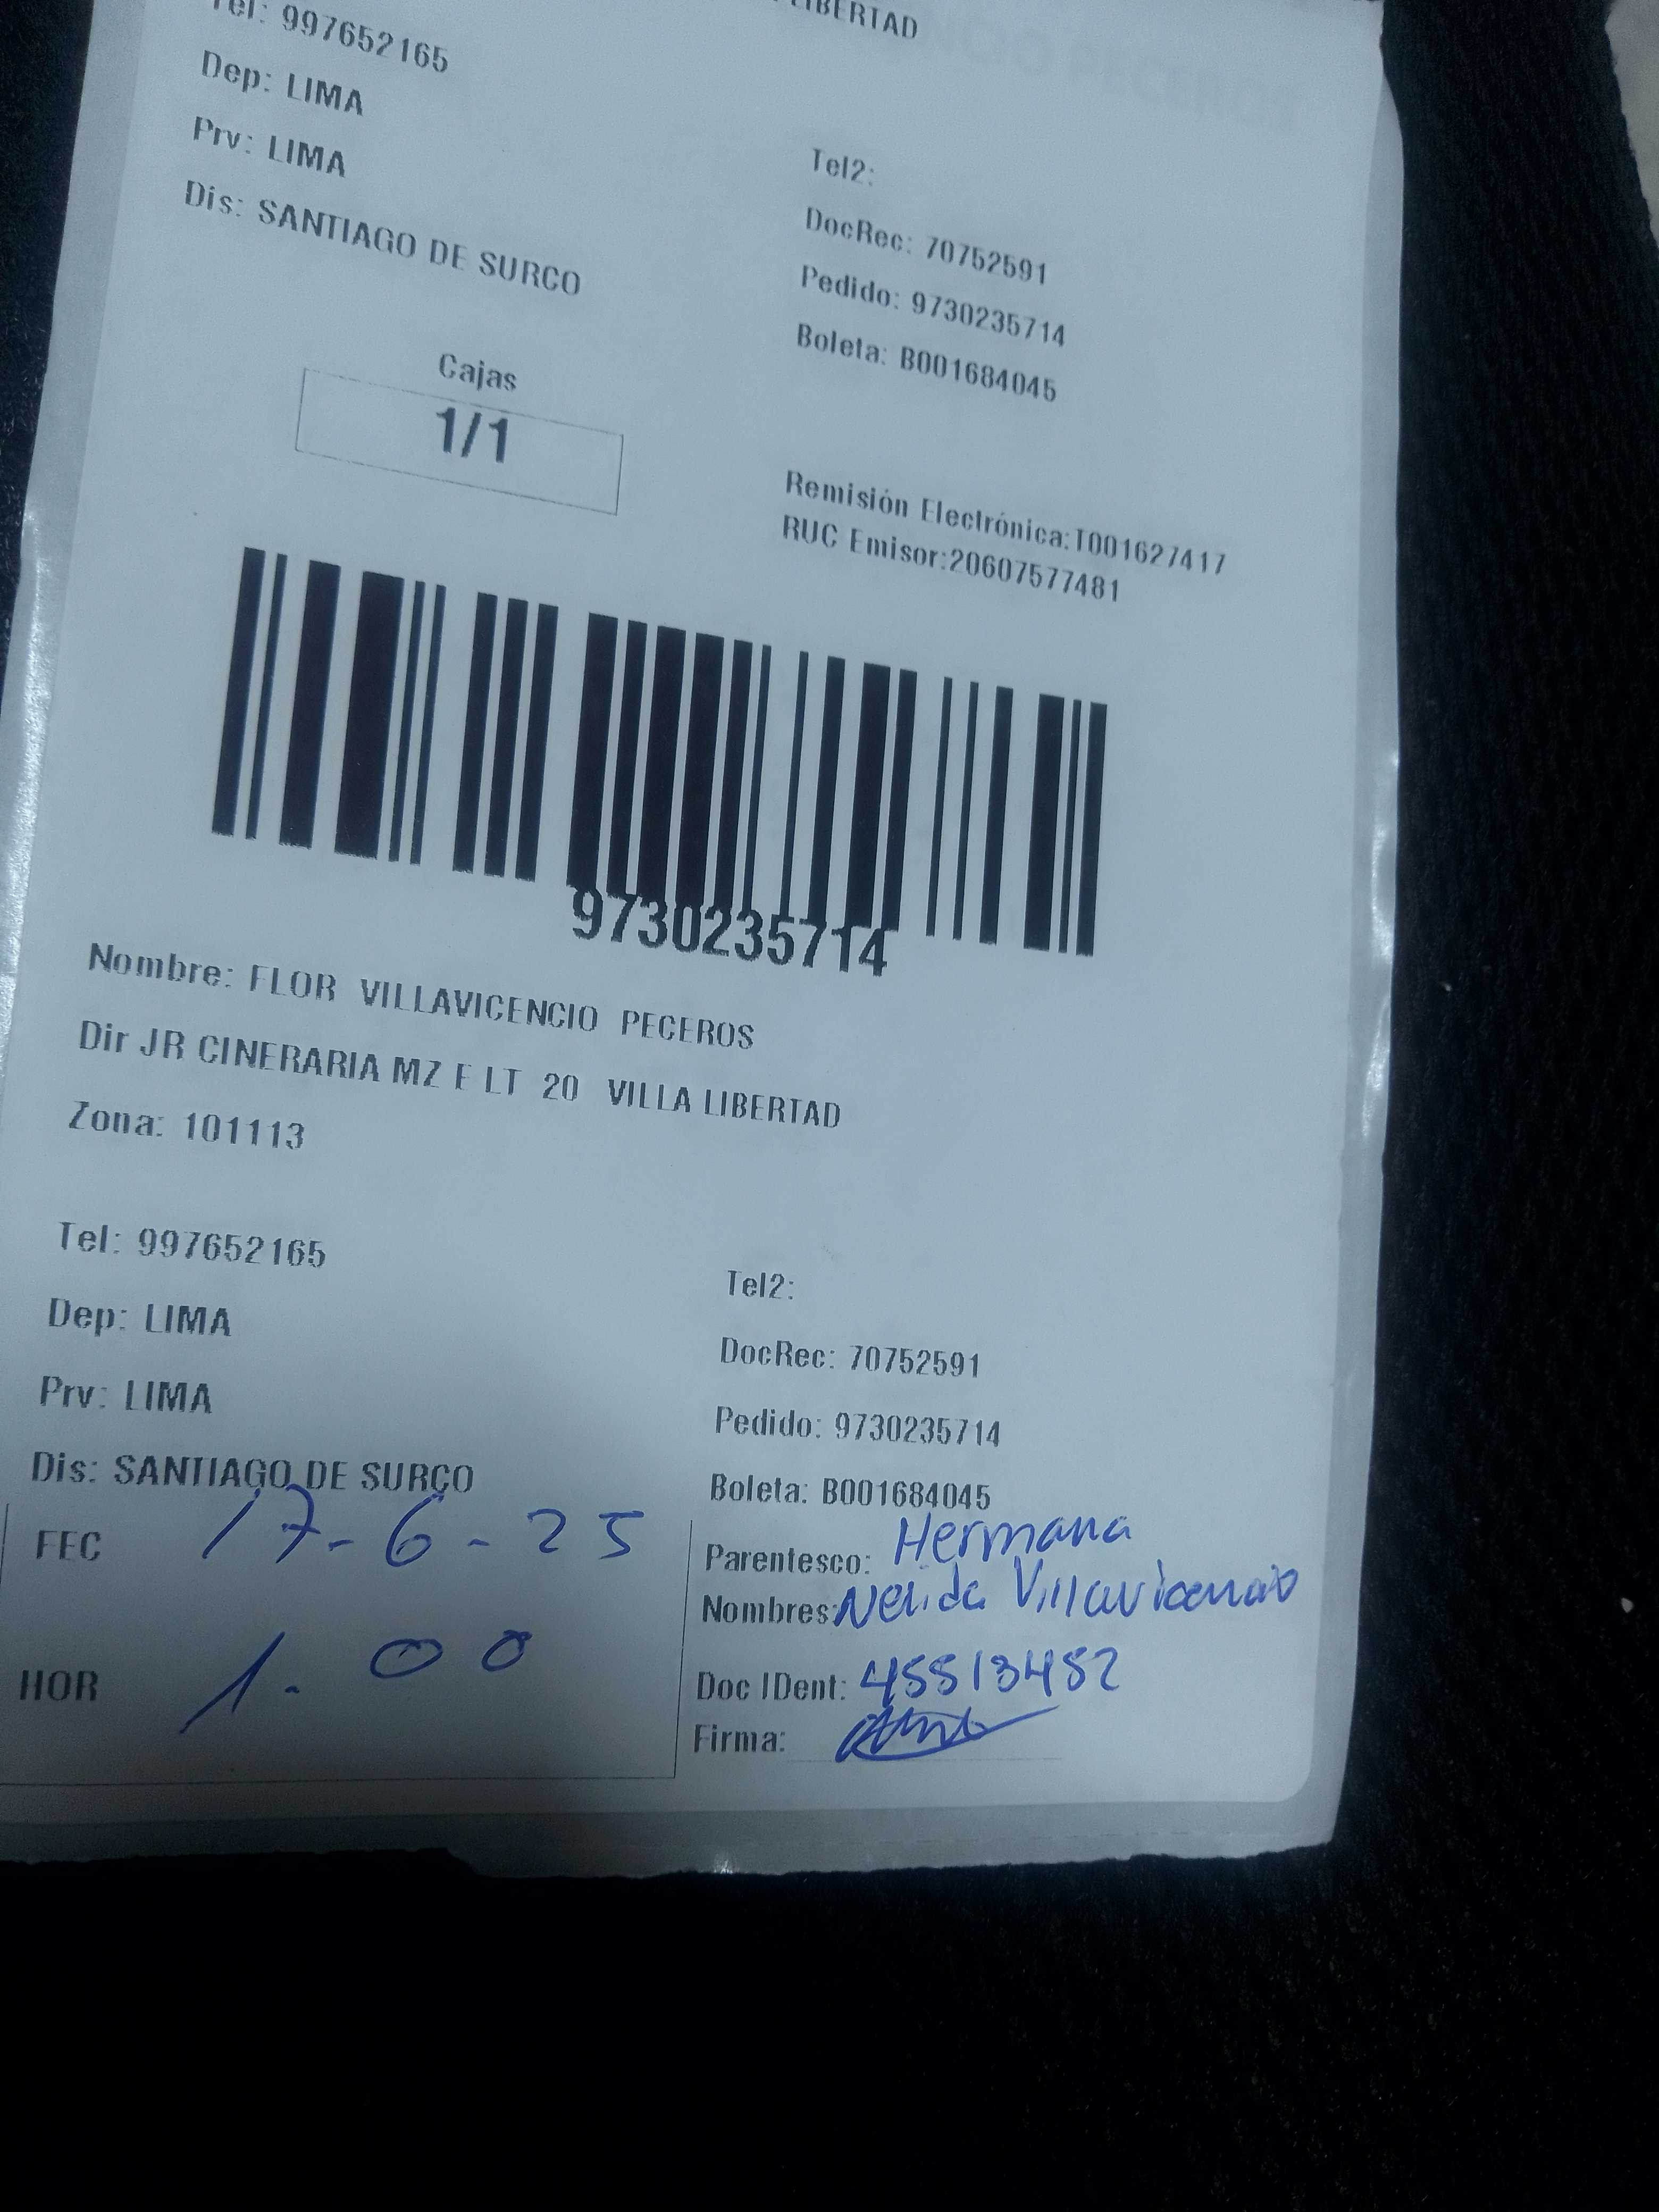 LIBERTAD
Tel: 997652165
Dep: LIMA
Prv: LIMA
Dis: SANTIAGO DE SURCO
Tel2:
DocRec: 70752591
Pedido: 9730235714
Boleta: B001684045
Cajas
1/1
Remisión Electrónica:T001627417
RUC Emisor:20607577481
9730235714
Nombre: FLOR VILLAVICENCIO PECEROS
Dir JR CINERARIA MZ E LT 20 VILLA LIBERTAD
Zona: 101113
Tel: 997652165
Dep: LIMA
Prv: LIMA
Dis: SANTIAGO DE SURCO
Tel2:
DocRec: 70752591
Pedido: 9730235714
Boleta: B001684045
FEC 17-6-25
HOR 1.00
Parentesco: Hermana
Nombres: Nelida Villavicencio
Doc IDent: 45513452
Firma: